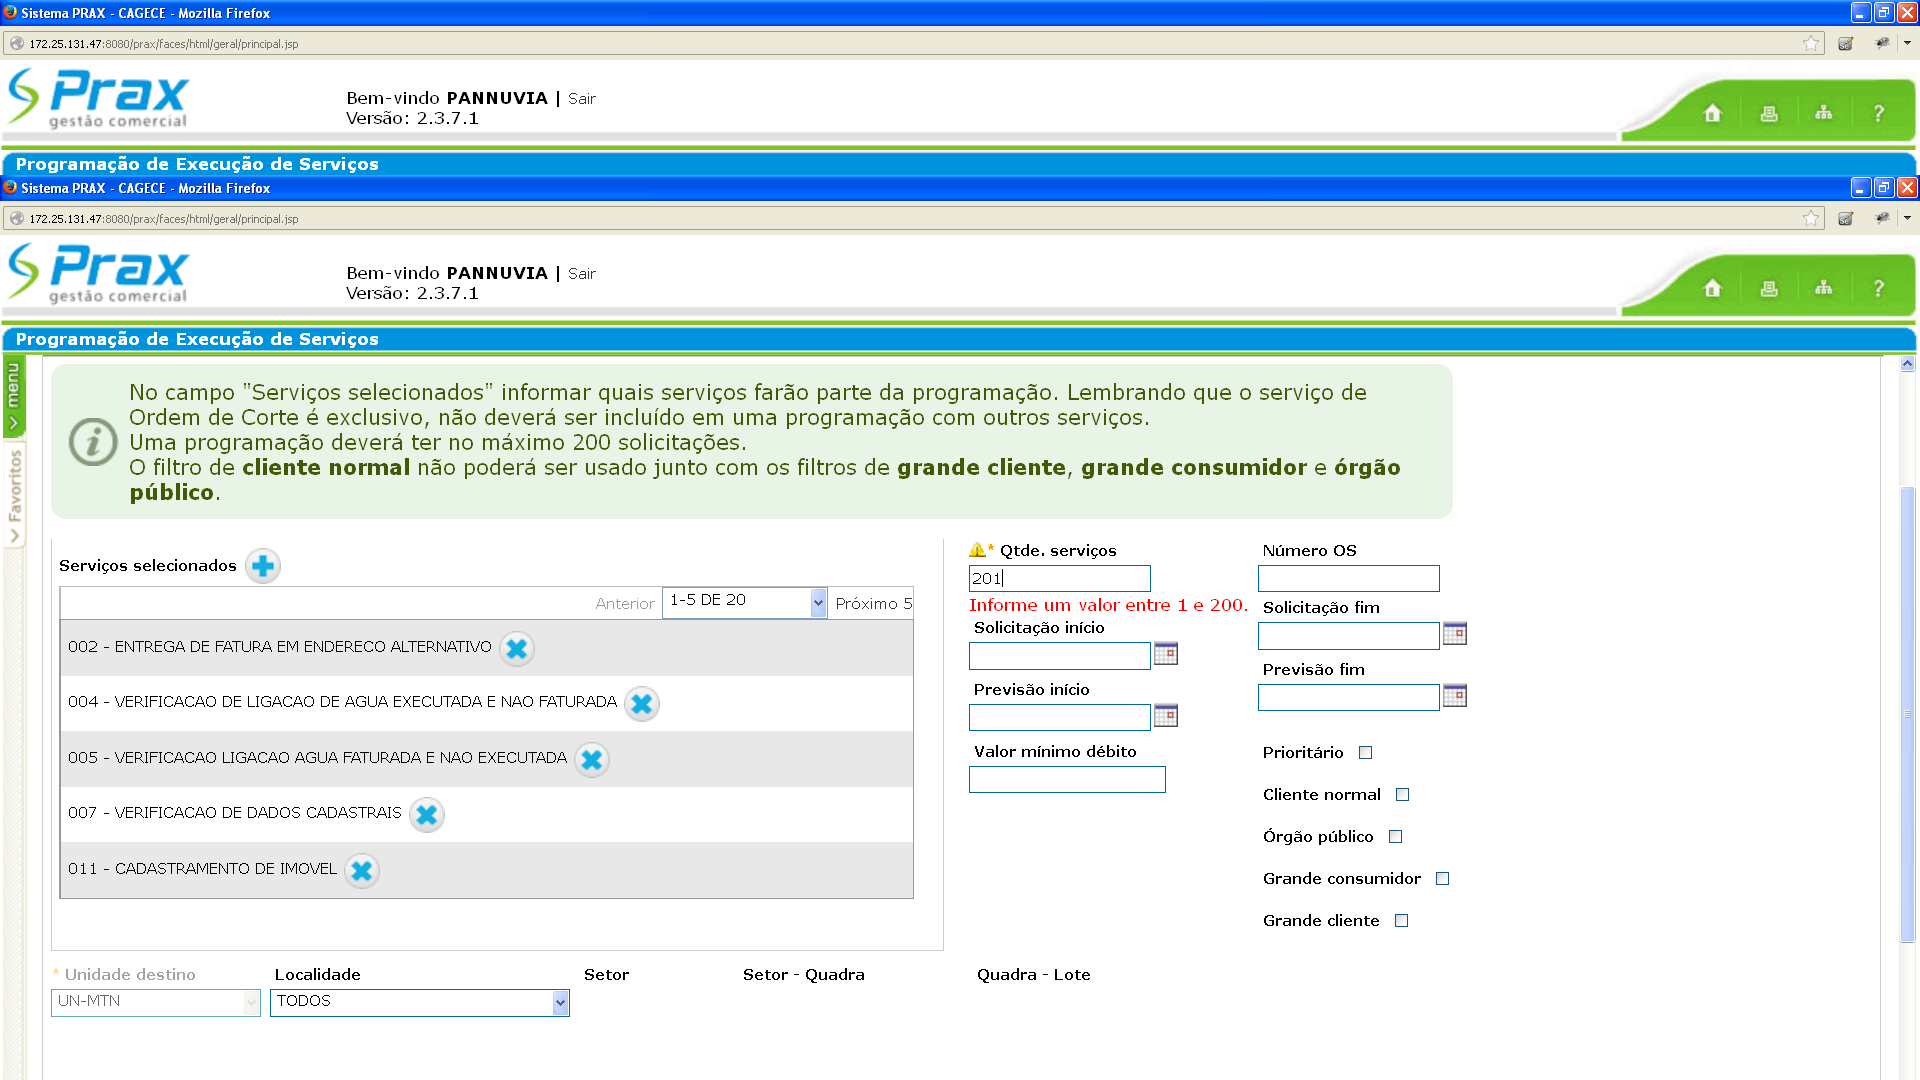 Sistema PRAX - CAGECE - Mozilla Firefox
172.25.131.47:8080/prax/faces/html/geral/principal.jsp
Prax
gestão comercial
Bem-vindo PANNUVIA | Sair
Versão: 2.3.7.1
?
Programação de Execução de Serviços
Sistema PRAX - CAGECE - Mozilla Firefox
172.25.131.47:8080/prax/faces/html/geral/principal.jsp
Prax
gestão comercial
Bem-vindo PANNUVIA | Sair
Versão: 2.3.7.1
?
Programação de Execução de Serviços
menu
Favoritos
No campo "Serviços selecionados" informar quais serviços farão parte da programação. Lembrando que o serviço de
Ordem de Corte é exclusivo, não deverá ser incluído em uma programação com outros serviços.
Uma programação deverá ter no máximo 200 solicitações.
O filtro de cliente normal não poderá ser usado junto com os filtros de grande cliente, grande consumidor e órgão
público.
Serviços selecionados
Anterior 1-5 DE 20 Próximo 5
002 - ENTREGA DE FATURA EM ENDERECO ALTERNATIVO
004 - VERIFICACAO DE LIGACAO DE AGUA EXECUTADA E NAO FATURADA
005 - VERIFICACAO LIGACAO AGUA FATURADA E NAO EXECUTADA
007 - VERIFICACAO DE DADOS CADASTRAIS
011 - CADASTRAMENTO DE IMOVEL
* Qtde. serviços
201
Informe um valor entre 1 e 200.
Solicitação início
Previsão início
Valor mínimo débito
Número OS
Solicitação fim
Previsão fim
Prioritário
Cliente normal
Órgão público
Grande consumidor
Grande cliente
* Unidade destino Localidade Setor Setor - Quadra Quadra - Lote
UN-MTN TODOS